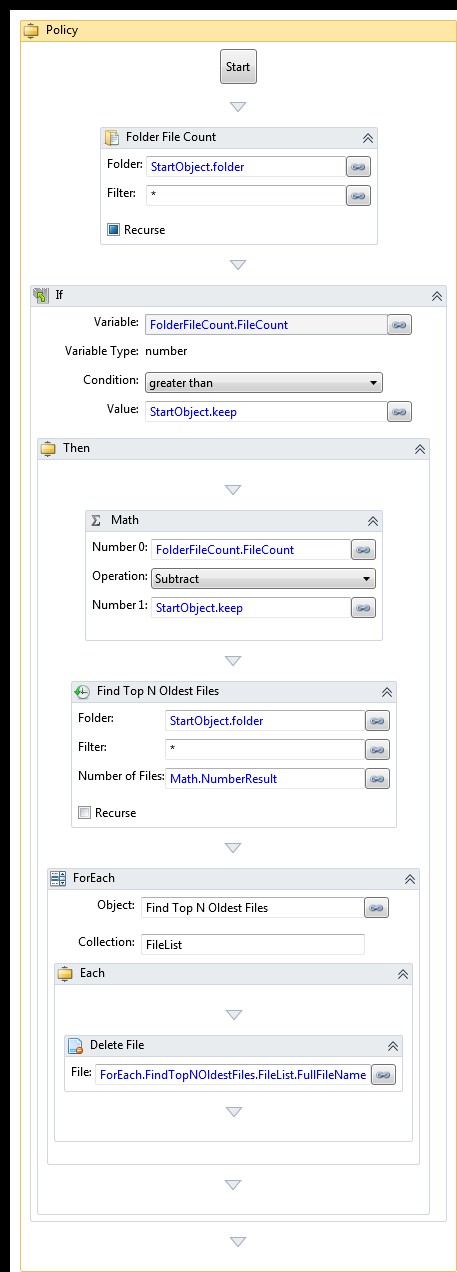 Policy
Start
Folder File Count
Folder: StartObject.folder
Filter: *
Recurse
If
Variable: FolderFileCount.FileCount
Variable Type: number
Condition: greater than
Value: StartObject.keep
Then
Σ Math
Number 0: FolderFileCount.FileCount
Operation: Subtract
Number 1: StartObject.keep
Find Top N Oldest Files
Folder: StartObject.folder
Filter: *
Number of Files: Math.NumberResult
Recurse
ForEach
Object: Find Top N Oldest Files
Collection: FileList
Each
Delete File
File: ForEach.FindTopNOldestFiles.FileList.FullFileName